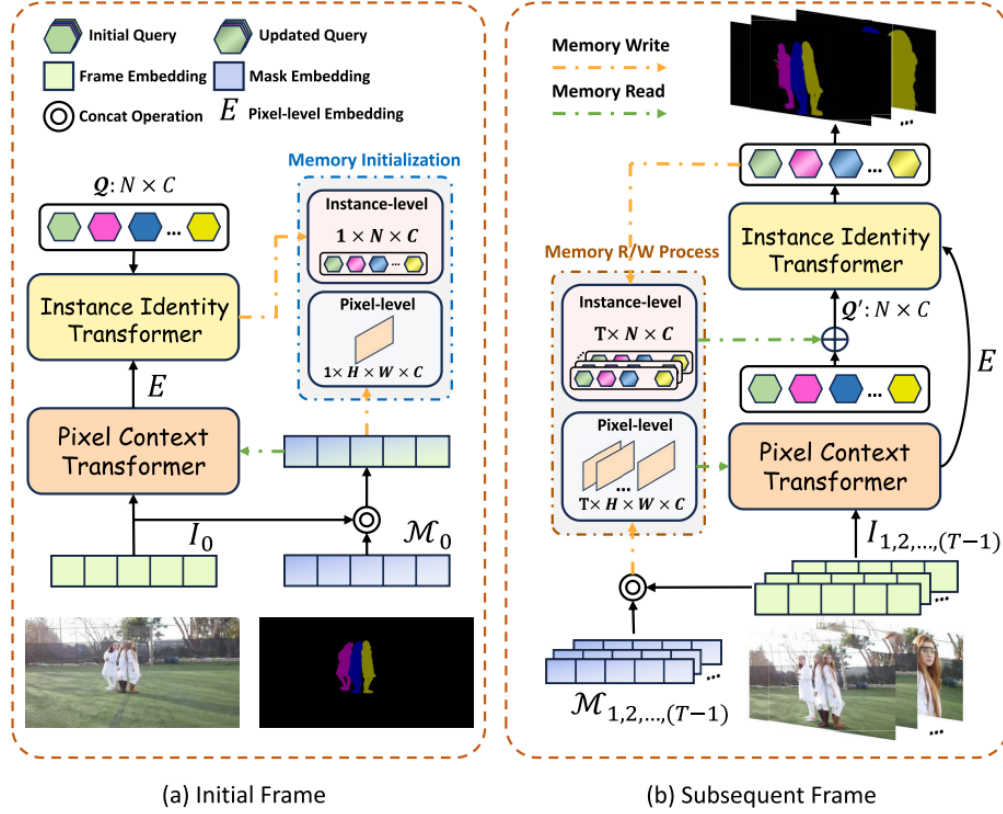 Initial Query
Updated Query
Frame Embedding
Mask Embedding
Concat Operation
E Pixel-level Embedding
Memory Initialization
Q: N × C
Instance-level
1 × N × C
...
Instance Identity
Transformer
Pixel-level
1× H × W × C
E
Pixel Context
Transformer
I₀
M₀
(a) Initial Frame
Memory Write
Memory Read
...
...
Instance Identity
Transformer
Memory R/W Process
Instance-level
T× N × C
Q′: N × C
...
E
Pixel-level
...
T× H × W × C
Pixel Context
Transformer
I₁,₂,...,(T−1)
...
...
M₁,₂,...,(T−1)
...
(b) Subsequent Frame